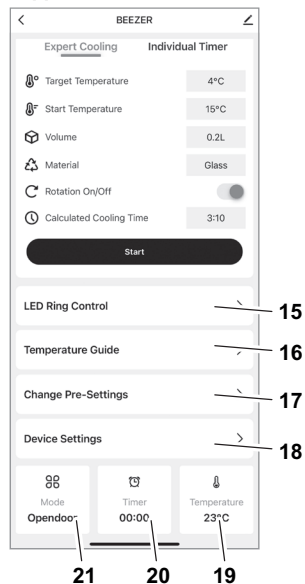 BEEZER
Expert Cooling Individual Timer
Target Temperature 4°C
Start Temperature 15°C
Volume 0.2L
Material Glass
Rotation On/Off
Calculated Cooling Time 3:10
Start
LED Ring Control 15
Temperature Guide 16
Change Pre-Settings 17
Device Settings 18
Mode Timer Temperature
Opendoor 00:00 23°C
21 20 19